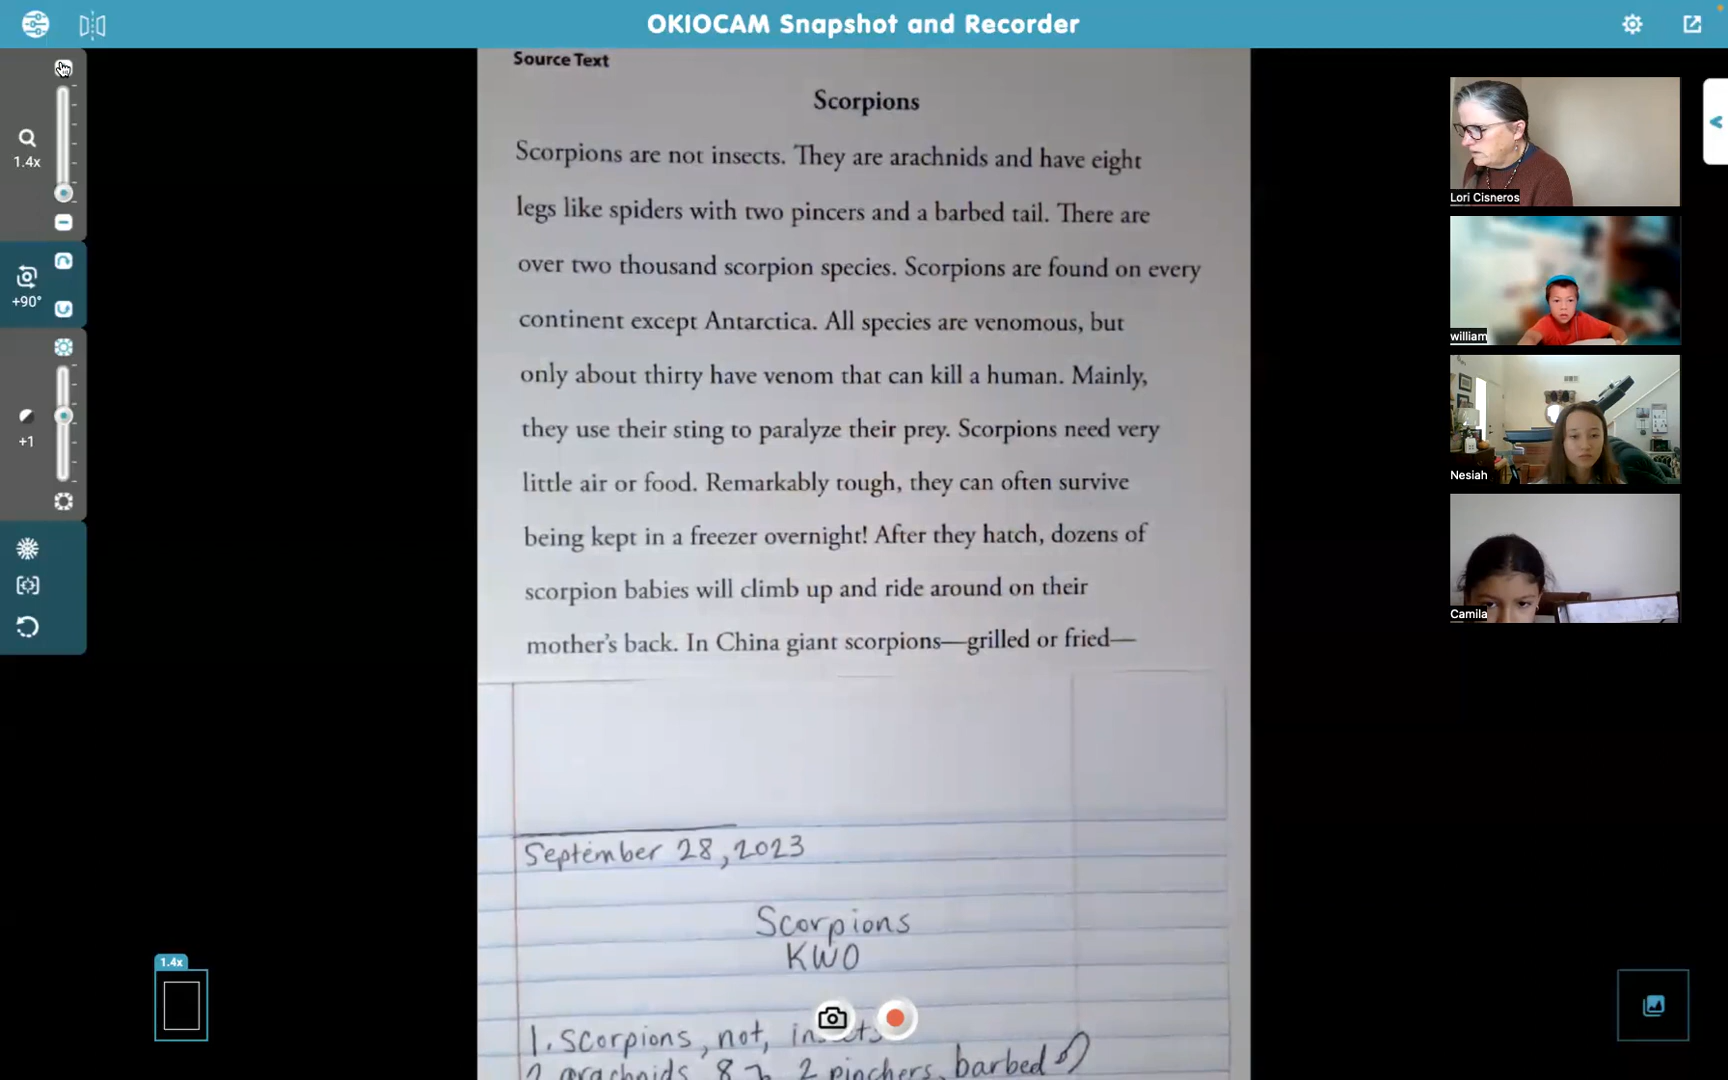 OKIOCAM Snapshot and Recorder
Source Text
Scorpions
Scorpions are not insects. They are arachnids and have eight
legs like spiders with two pincers and a barbed tail. There are
over two thousand scorpion species. Scorpions are found on every
continent except Antarctica. All species are venomous, but
only about thirty have venom that can kill a human. Mainly,
they use their sting to paralyze their prey. Scorpions need very
little air or food. Remarkably tough, they can often survive
being kept in a freezer overnight! After they hatch, dozens of
scorpion babies will climb up and ride around on their
mother's back. In China giant scorpions—grilled or fried—
September 28, 2023
Scorpions
KWO
1. scorpions, not, insects
2. arachnids, 8 2 pinchers, barbed
1.4x
+90°
+1
1.4x
Lori Cisneros
william
Nesiah
Camila